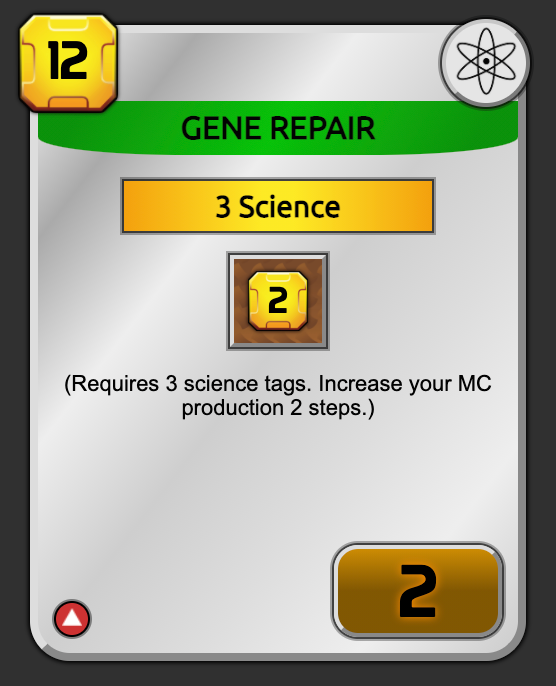 12
GENE REPAIR
3 Science
2
(Requires 3 science tags. Increase your MC
production 2 steps.)
2